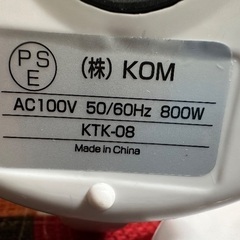 PS
E
(株) KOM
AC100V 50/60Hz 800W
KTK-08
Made in China